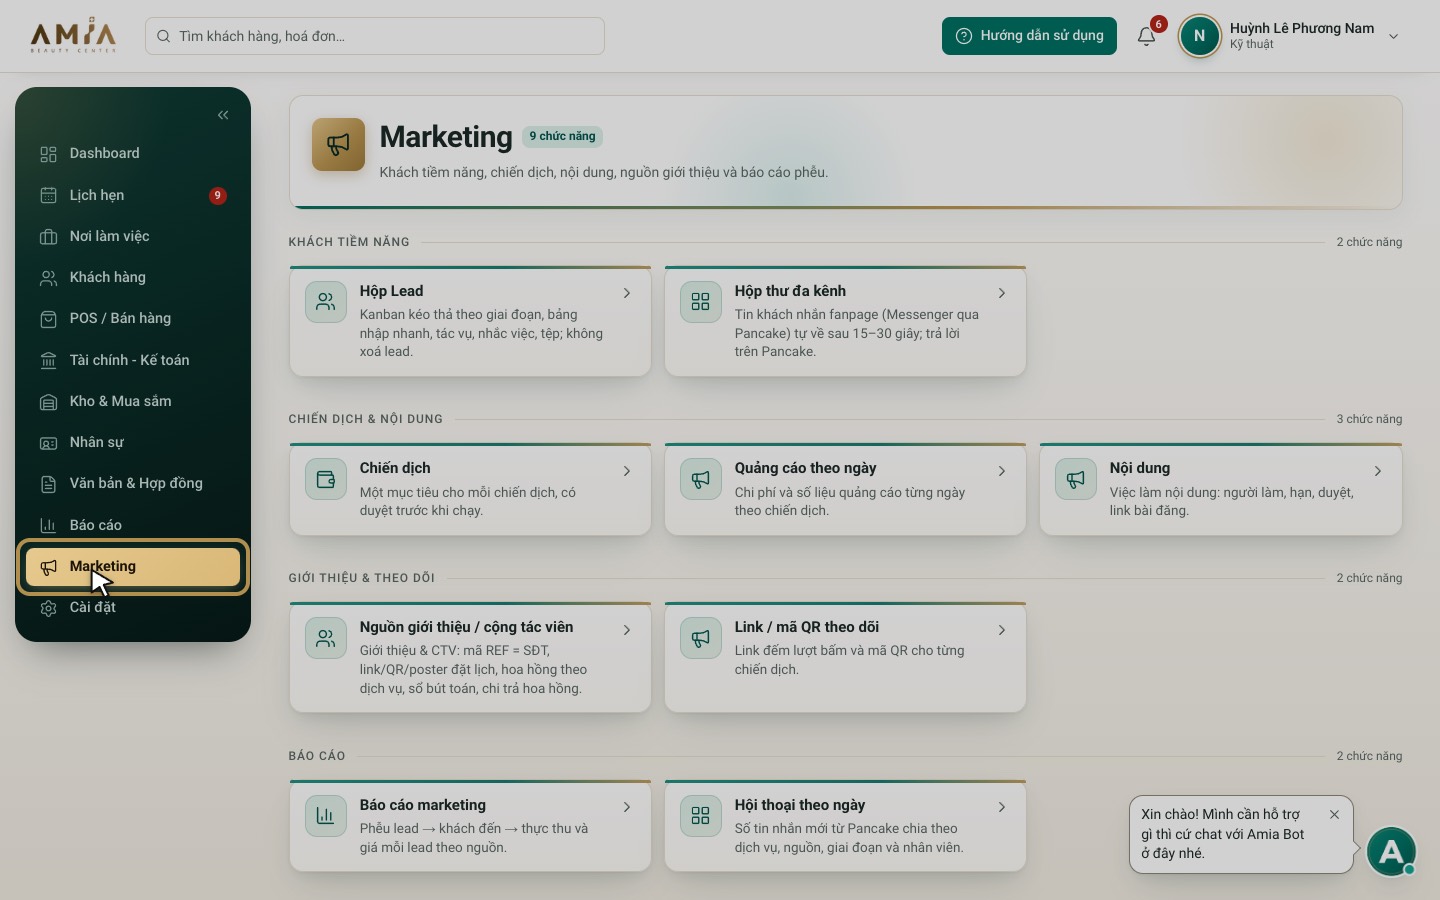 AMIA
BEAUTY CENTER
Tìm khách hàng, hoá đơn...
Hướng dẫn sử dụng
6
N
Huỳnh Lê Phương Nam
Kỹ thuật
Dashboard
Lịch hẹn
9
Nơi làm việc
Khách hàng
POS / Bán hàng
Tài chính - Kế toán
Kho & Mua sắm
Nhân sự
Văn bản & Hợp đồng
Báo cáo
Marketing
Cài đặt
Marketing
9 chức năng
Khách tiềm năng, chiến dịch, nội dung, nguồn giới thiệu và báo cáo phễu.
KHÁCH TIỀM NĂNG
2 chức năng
Hộp Lead
Kanban kéo thả theo giai đoạn, bảng
nhập nhanh, tác vụ, nhắc việc, tệp; không
xoá lead.
Hộp thư đa kênh
Tin khách nhắn fanpage (Messenger qua
Pancake) tự về sau 15–30 giây; trả lời
trên Pancake.
CHIẾN DỊCH & NỘI DUNG
3 chức năng
Chiến dịch
Một mục tiêu cho mỗi chiến dịch, có
duyệt trước khi chạy.
Quảng cáo theo ngày
Chi phí và số liệu quảng cáo từng ngày
theo chiến dịch.
Nội dung
Việc làm nội dung: người làm, hạn, duyệt,
link bài đăng.
GIỚI THIỆU & THEO DÕI
2 chức năng
Nguồn giới thiệu / cộng tác viên
Giới thiệu & CTV: mã REF = SĐT,
link/QR/poster đặt lịch, hoa hồng theo
dịch vụ, sổ bút toán, chi trả hoa hồng.
Link / mã QR theo dõi
Link đếm lượt bấm và mã QR cho từng
chiến dịch.
BÁO CÁO
2 chức năng
Báo cáo marketing
Phễu lead → khách đến → thực thu và
giá mỗi lead theo nguồn.
Hội thoại theo ngày
Số tin nhắn mới từ Pancake chia theo
dịch vụ, nguồn, giai đoạn và nhân viên.
Xin chào! Mình cần hỗ trợ
gì thì cứ chat với Amia Bot
ở đây nhé.
A